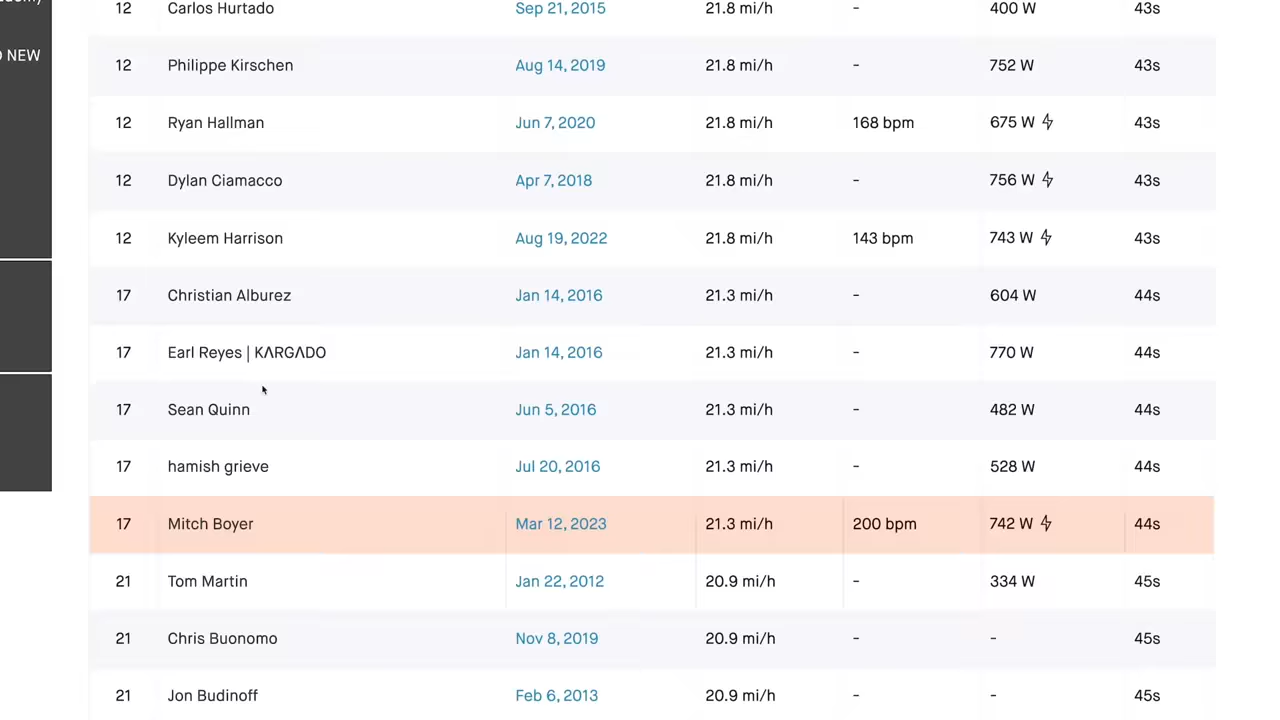 12 Carlos Hurtado Sep 21, 2015 21.8 mi/h - 400 W 43s
NEW
12 Philippe Kirschen Aug 14, 2019 21.8 mi/h - 752 W 43s
12 Ryan Hallman Jun 7, 2020 21.8 mi/h 168 bpm 675 W 43s
12 Dylan Ciamacco Apr 7, 2018 21.8 mi/h - 756 W 43s
12 Kyleem Harrison Aug 19, 2022 21.8 mi/h 143 bpm 743 W 43s
17 Christian Alburez Jan 14, 2016 21.3 mi/h - 604 W 44s
17 Earl Reyes | KΛRGΛDO Jan 14, 2016 21.3 mi/h - 770 W 44s
17 Sean Quinn Jun 5, 2016 21.3 mi/h - 482 W 44s
17 hamish grieve Jul 20, 2016 21.3 mi/h - 528 W 44s
17 Mitch Boyer Mar 12, 2023 21.3 mi/h 200 bpm 742 W 44s
21 Tom Martin Jan 22, 2012 20.9 mi/h - 334 W 45s
21 Chris Buonomo Nov 8, 2019 20.9 mi/h - - 45s
21 Jon Budinoff Feb 6, 2013 20.9 mi/h - - 45s